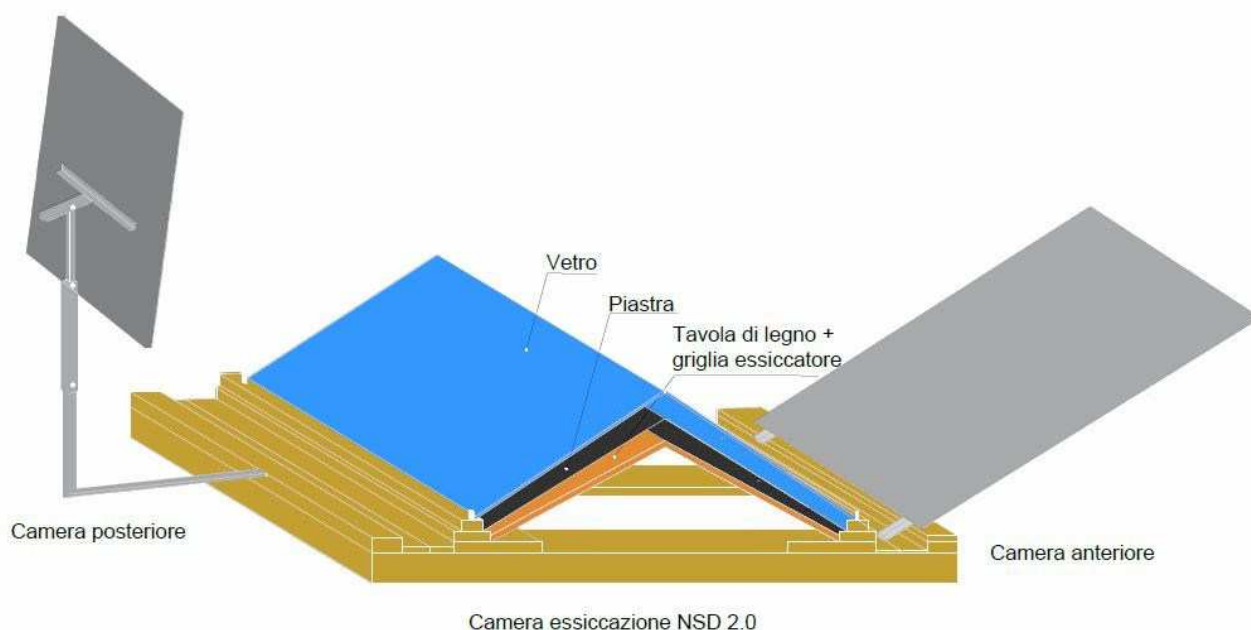 Vetro
Piastra
Tavola di legno +
griglia essiccatore
Camera posteriore
Camera anteriore
Camera essiccazione NSD 2.0